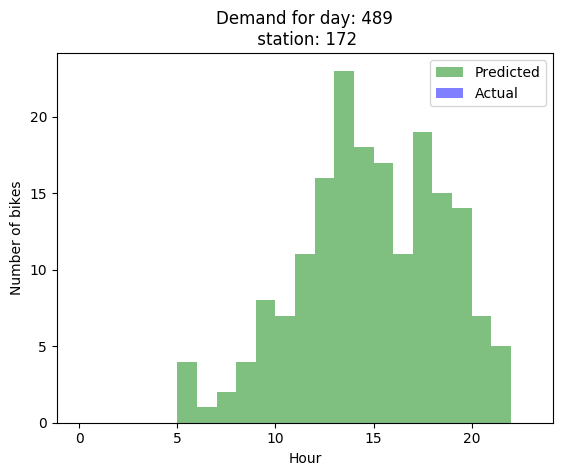 Demand for day: 489
station: 172
Predicted
Actual
Number of bikes
20
15
10
5
0
0
5
10
15
20
Hour